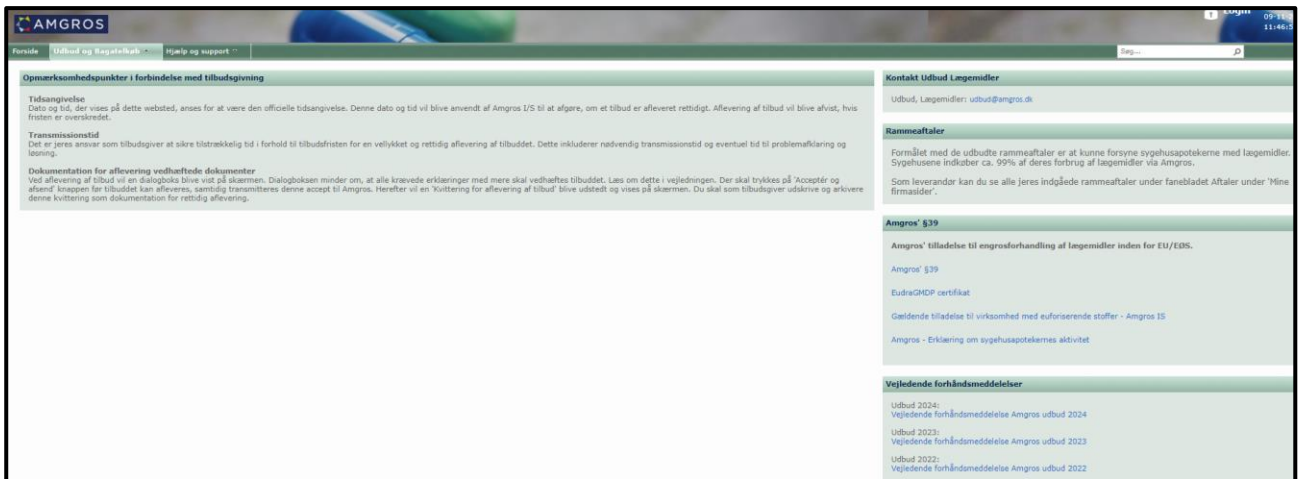 AMGROS
Login
09-11-
11:46:
Forside
Udbud og Bagatelkøb
Hjælp og support
Søg...
Opmærksomhedspunkter i forbindelse med tilbudsgivning
Tidsangivelse
Dato og tid, der vises på dette websted, anses for at være den officielle tidsangivelse. Denne dato og tid vil blive anvendt af Amgros I/S til at afgøre, om et tilbud er afleveret rettidigt. Aflevering af tilbud vil blive afvist, hvis
fristen er overskredet.
Transmissionstid
Det er jeres ansvar som tilbudsgiver at sikre tilstrækkelig tid i forhold til tilbudsfristen for en vellykket og rettidig aflevering af tilbuddet. Dette inkluderer nødvendig transmissionstid og eventuel tid til problemafklaring og
løsning.
Dokumentation for aflevering vedhæftede dokumenter
Ved aflevering af tilbud vil en dialogboks blive vist på skærmen. Dialogboksen minder om, at alle krævede erklæringer med mere skal vedhæftes tilbuddet. Læs om dette i vejledningen. Der skal trykkes på 'Acceptér og
afsend' knappen før tilbuddet kan afleveres, samtidig transmitteres denne accept til Amgros. Herefter vil en 'Kvittering for aflevering af tilbud' blive udstedt og vises på skærmen. Du skal som tilbudsgiver udskrive og arkivere
denne kvittering som dokumentation for rettidig aflevering.
Kontakt Udbud Lægemidler
Udbud, Lægemidler: udbud@amgros.dk
Rammeaftaler
Formålet med de udbudte rammeaftaler er at kunne forsyne sygehusapotekerne med lægemidler.
Sygehusene indkøber ca. 99% af deres forbrug af lægemidler via Amgros.
Som leverandør kan du se alle jeres indgåede rammeaftaler under fanebladet Aftaler under 'Mine
firmasider'.
Amgros' §39
Amgros' tilladelse til engrosforhandling af lægemidler inden for EU/EØS.
Amgros' §39
EudraGMDP certifikat
Gældende tilladelse til virksomhed med euforiserende stoffer - Amgros IS
Amgros - Erklæring om sygehusapotekernes aktivitet
Vejledende forhåndsmeddelelser
Udbud 2024:
Vejledende forhåndsmeddelelse Amgros udbud 2024
Udbud 2023:
Vejledende forhåndsmeddelelse Amgros udbud 2023
Udbud 2022:
Vejledende forhåndsmeddelelse Amgros udbud 2022